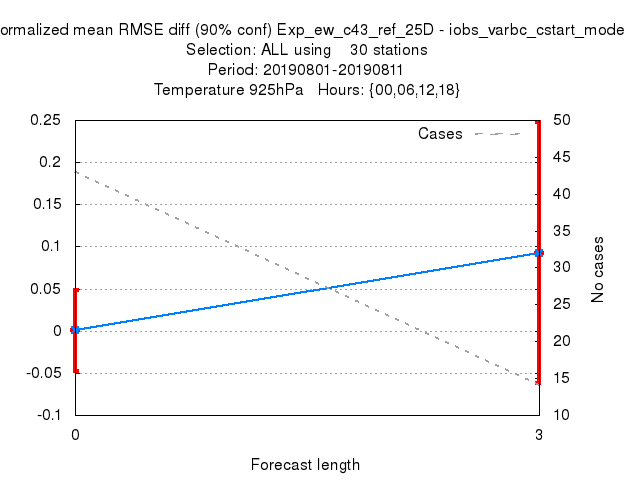 ormalized mean RMSE diff (90% conf) Exp_ew_c43_ref_25D - iobs_varbc_cstart_mode
Selection: ALL using    30 stations
Period: 20190801-20190811
Temperature 925hPa   Hours: {00,06,12,18}
0.25
0.2
0.15
0.1
0.05
0
-0.05
-0.1
Cases
50
45
40
35
30
25
20
15
10
No cases
0
3
Forecast length